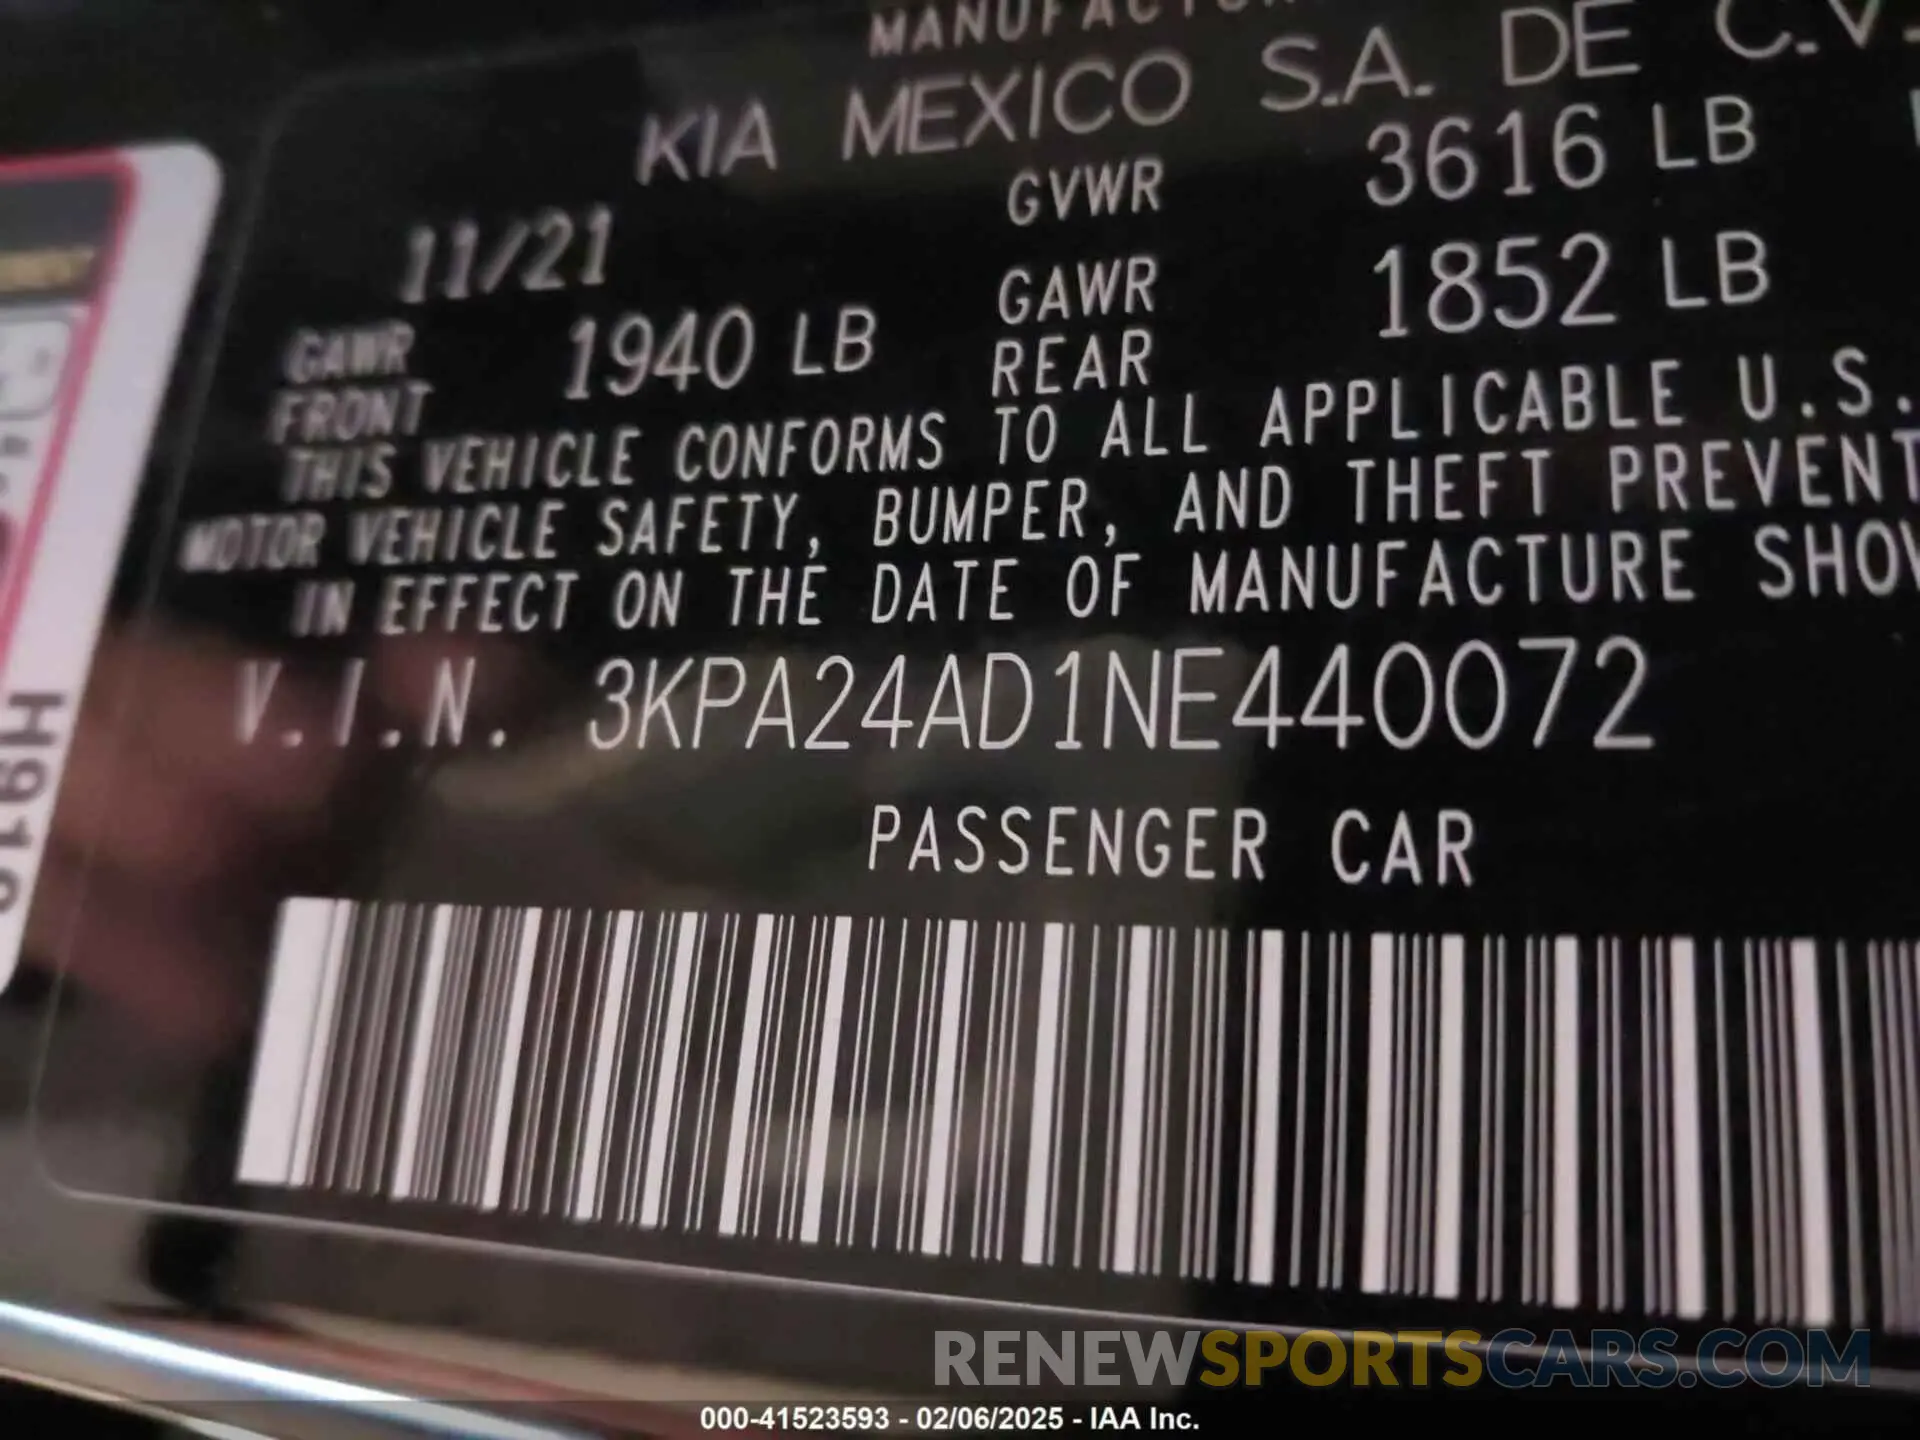 KIA MEXICO S.A. DE C.V.
11/21 GVWR 3616 LB
GAWR FRONT 1940 LB GAWR REAR 1852 LB
THIS VEHICLE CONFORMS TO ALL APPLICABLE U.S.
MOTOR VEHICLE SAFETY, BUMPER, AND THEFT PREVENT
IN EFFECT ON THE DATE OF MANUFACTURE SHOW
V.I.N. 3KPA24AD1NE440072
PASSENGER CAR
RENEWSPORTSCARS.COM
000-41523593 - 02/06/2025 - IAA Inc.